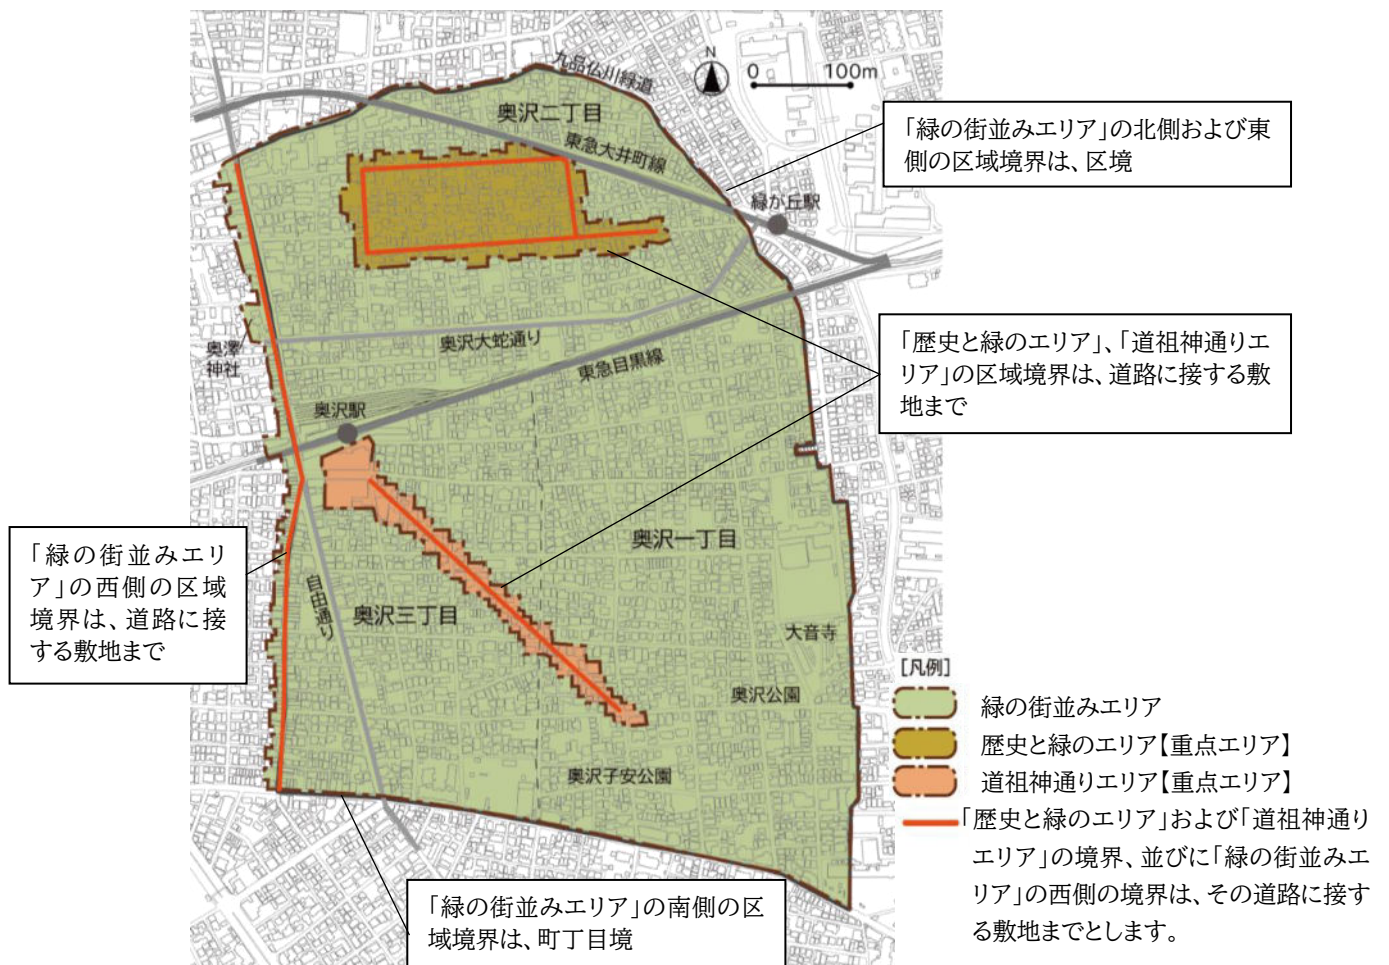 九品仏川緑道
N
0 100m
奥沢二丁目
東急大井町線
緑が丘駅
「緑の街並みエリア」の北側および東
側の区域境界は、区境
奥澤
神社
奥沢大蛇通り
東急目黒線
「歴史と緑のエリア」、「道祖神通りエ
リア」の区域境界は、道路に接する敷
地まで
奥沢駅
奥沢一丁目
「緑の街並みエリ
ア」の西側の区域
境界は、道路に接
する敷地まで
自由通り
奥沢三丁目
大音寺
奥沢公園
奥沢子安公園
[凡例]
緑の街並みエリア
歴史と緑のエリア【重点エリア】
道祖神通りエリア【重点エリア】
「歴史と緑のエリア」および「道祖神通り
エリア」の境界、並びに「緑の街並みエ
リア」の西側の境界は、その道路に接す
る敷地までとします。
「緑の街並みエリア」の南側の区
域境界は、町丁目境